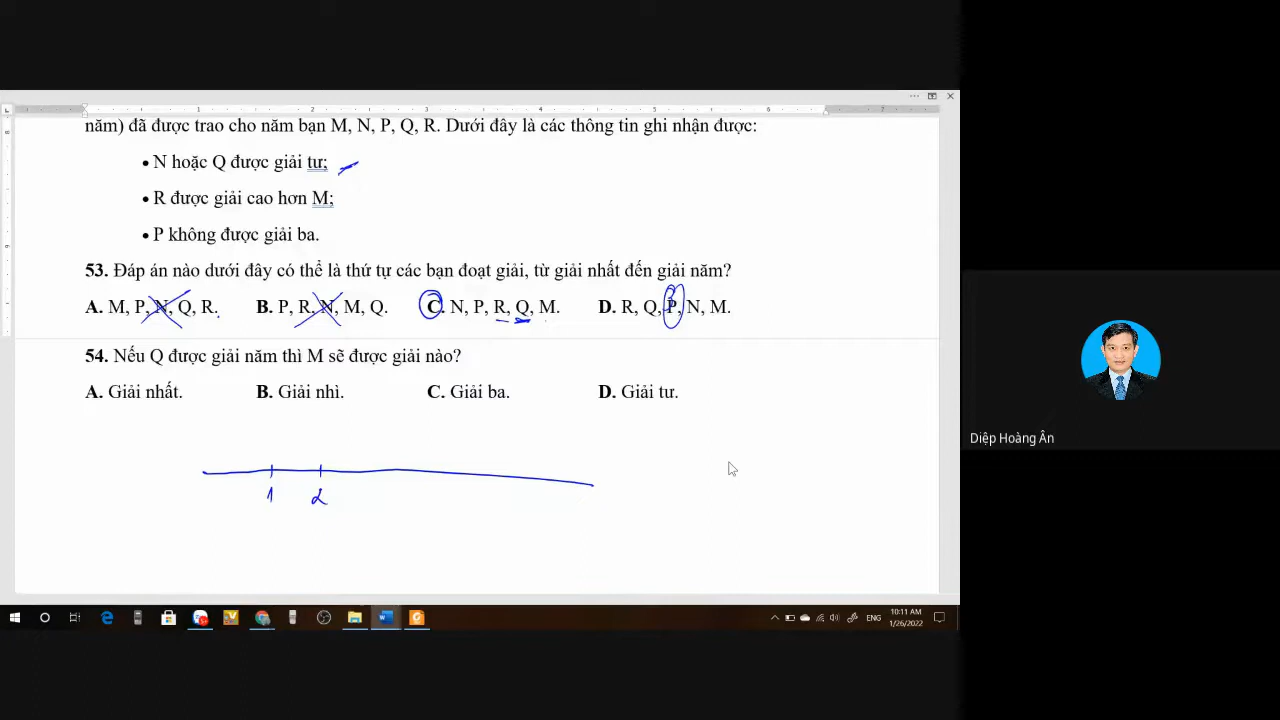 năm) đã được trao cho năm bạn M, N, P, Q, R. Dưới đây là các thông tin ghi nhận được:
• N hoặc Q được giải tư;
• R được giải cao hơn M;
• P không được giải ba.
53. Đáp án nào dưới đây có thể là thứ tự các bạn đoạt giải, từ giải nhất đến giải năm?
A. M, P, N, Q, R. B. P, R, N, M, Q. C. N, P, R, Q, M. D. R, Q, P, N, M.
54. Nếu Q được giải năm thì M sẽ được giải nào?
A. Giải nhất. B. Giải nhì. C. Giải ba. D. Giải tư.
1 2
Diệp Hoàng Ân
ENG
10:11 AM
1/26/2022